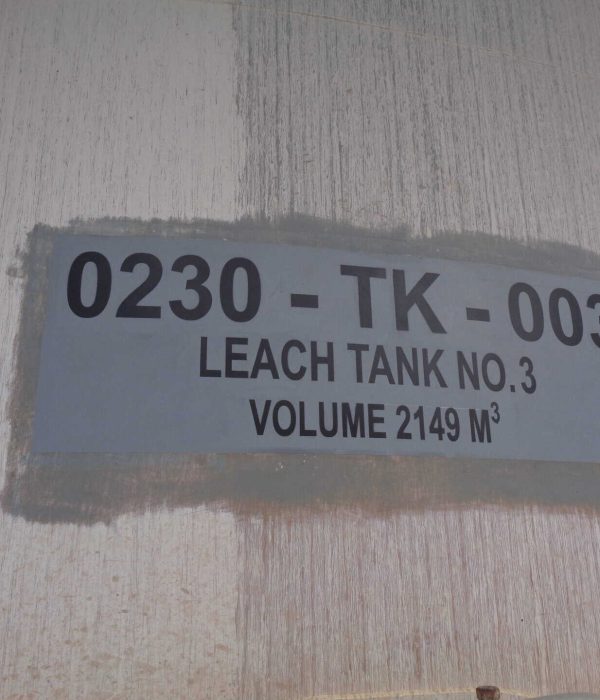 0230 - TK - 003
LEACH TANK NO.3
VOLUME 2149 M³